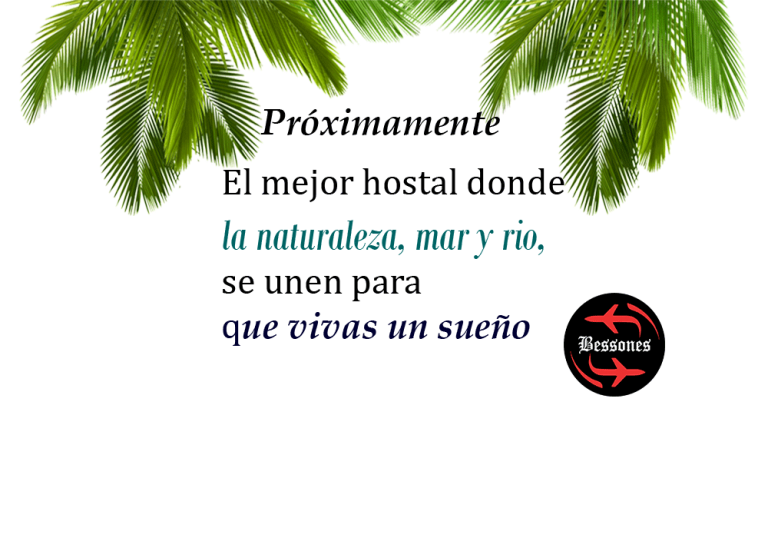 Próximamente
El mejor hostal donde
la naturaleza, mar y rio,
se unen para
que vivas un sueño
Bessones